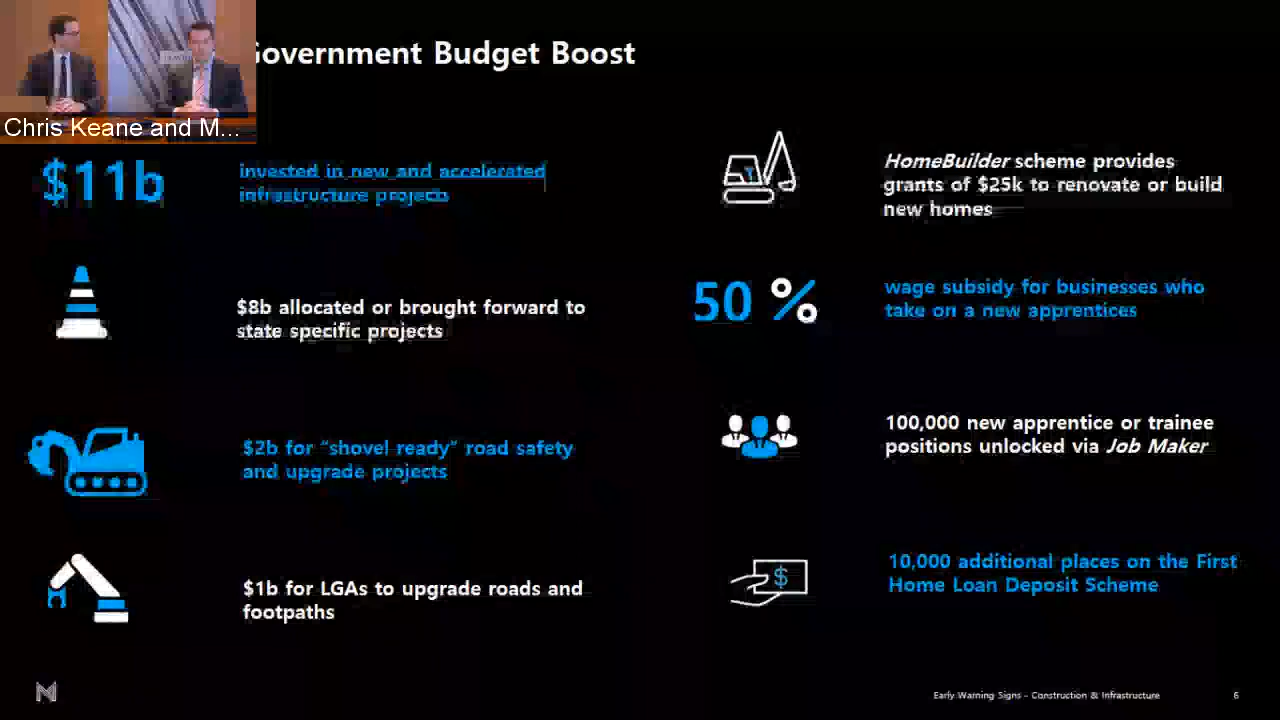 Government Budget Boost
Chris Keane and M...
$11b
invested in new and accelerated
infrastructure projects
$8b allocated or brought forward to
state specific projects
$2b for “shovel ready” road safety
and upgrade projects
$1b for LGAs to upgrade roads and
footpaths
HomeBuilder scheme provides
grants of $25k to renovate or build
new homes
50 %
wage subsidy for businesses who
take on a new apprentices
100,000 new apprentice or trainee
positions unlocked via Job Maker
$
10,000 additional places on the First
Home Loan Deposit Scheme
Early Warning Signs - Construction & Infrastructure
6